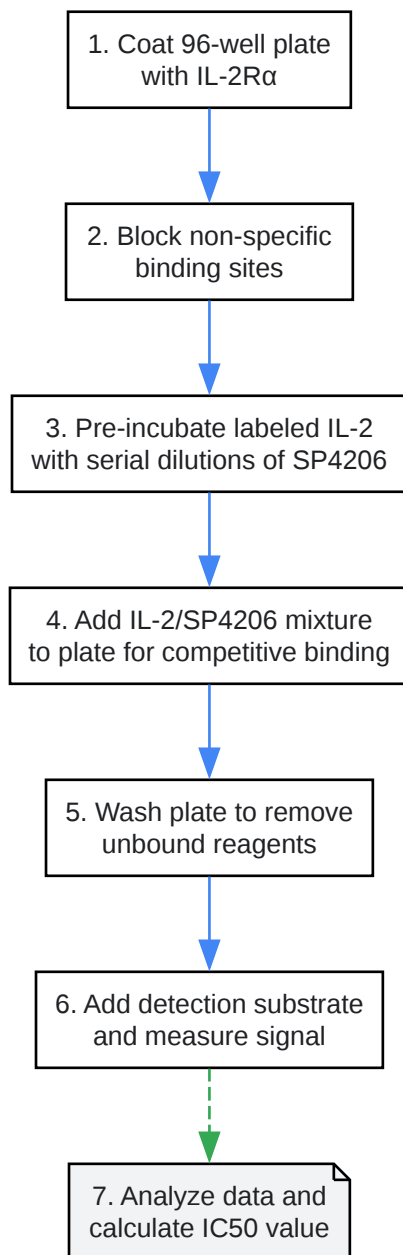 1. Coat 96-well plate
with IL-2Rα
2. Block non-specific
binding sites
3. Pre-incubate labeled IL-2
with serial dilutions of SP4206
4. Add IL-2/SP4206 mixture
to plate for competitive binding
5. Wash plate to remove
unbound reagents
6. Add detection substrate
and measure signal
7. Analyze data and
calculate IC50 value